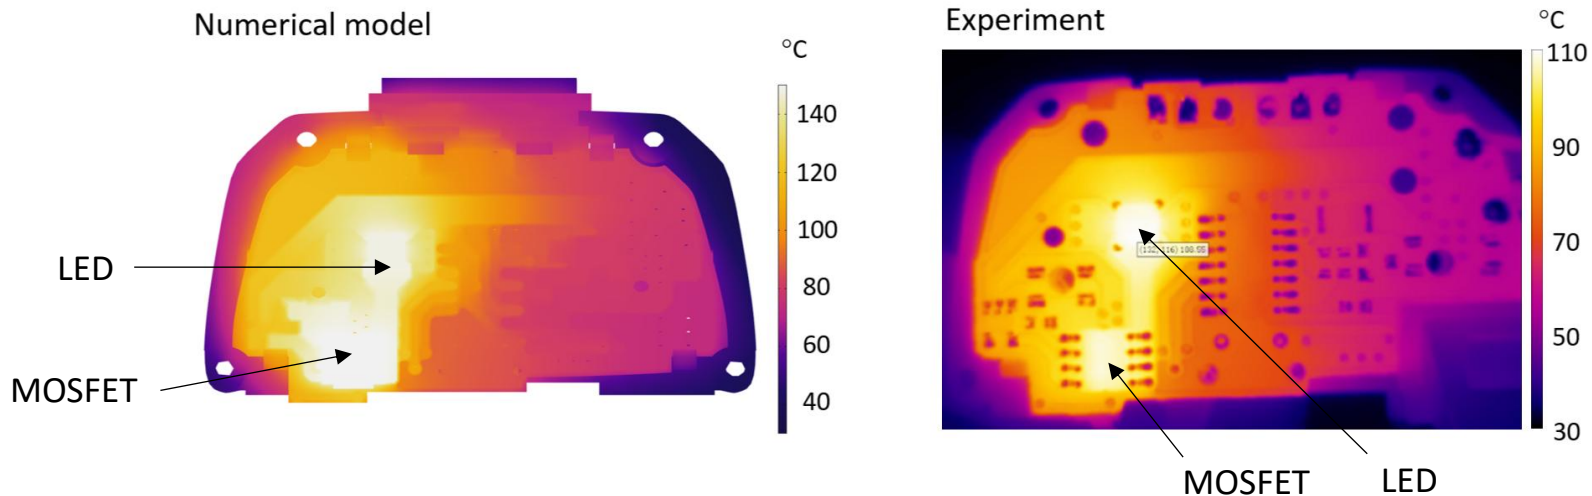 Numerical model
°C
140
120
100
80
60
40
LED
MOSFET
Experiment
°C
110
90
70
50
30
MOSFET
LED